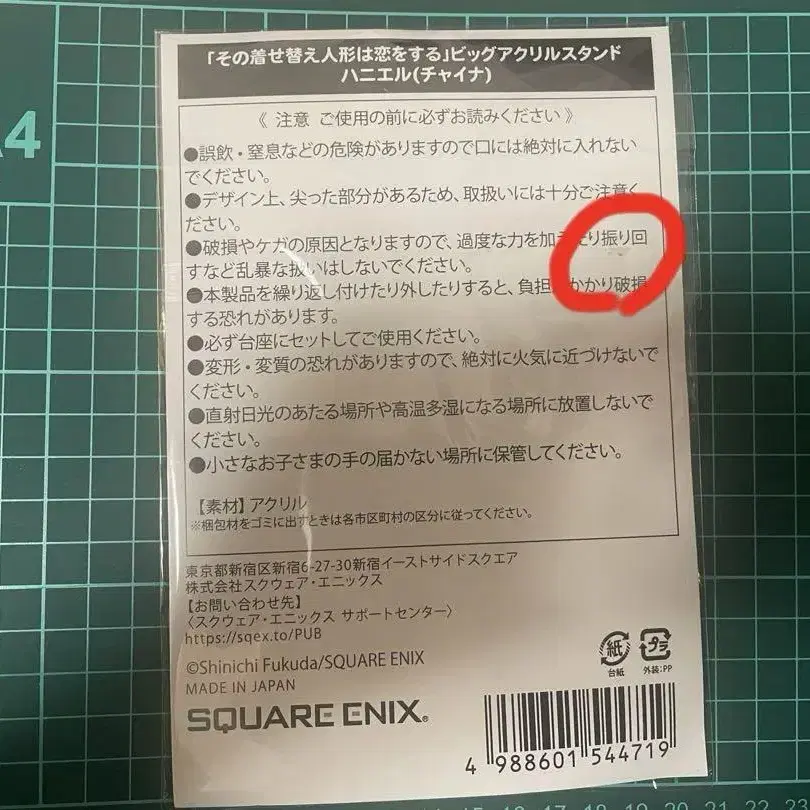 「その着せ替え人形は恋をする」ビッグアクリルスタンド
ハニエル(チャイナ)
《 注意 ご使用の前に必ずお読みください 》
●誤飲・窒息などの危険がありますので口には絶対に入れない
でください。
●デザイン上、尖った部分があるため、取扱いには十分ご注意く
ださい。
●破損やケガの原因となりますので、過度な力を加えたり振り回
すなど乱暴な扱いはしないでください。
●本製品を繰り返し付けたり外したりすると、負担がかかり破損
する恐れがあります。
●必ず台座にセットしてご使用ください。
●変形・変質の恐れがありますので、絶対に火気に近づけないで
ください。
●直射日光のあたる場所や高温多湿になる場所に放置しないで
ください。
●小さなお子さまの手の届かない場所に保管してください。
【素材】アクリル
※梱包材をゴミに出すときは各市区町村の区分に従ってください。
東京都新宿区新宿6-27-30新宿イーストサイドスクエア
株式会社スクウェア・エニックス
【お問い合わせ先】
〈スクウェア・エニックス サポートセンター〉
https://sqex.to/PUB
©Shinichi Fukuda/SQUARE ENIX
MADE IN JAPAN
SQUARE ENIX®
紙
台紙
プラ
外装:PP
4 988601 544719
A4
15 16 17 18 19 20 21 22 23